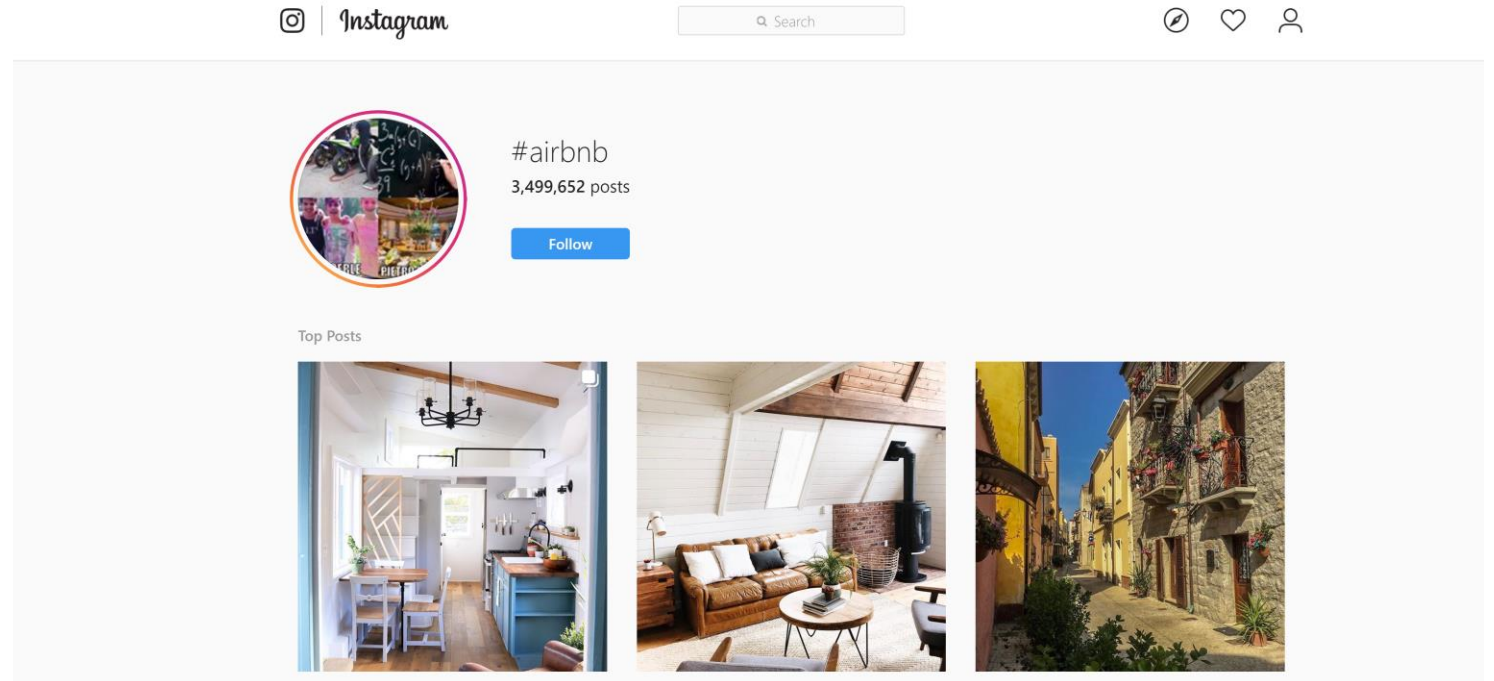 Instagram
Search
#airbnb
3,499,652 posts
Follow
Top Posts